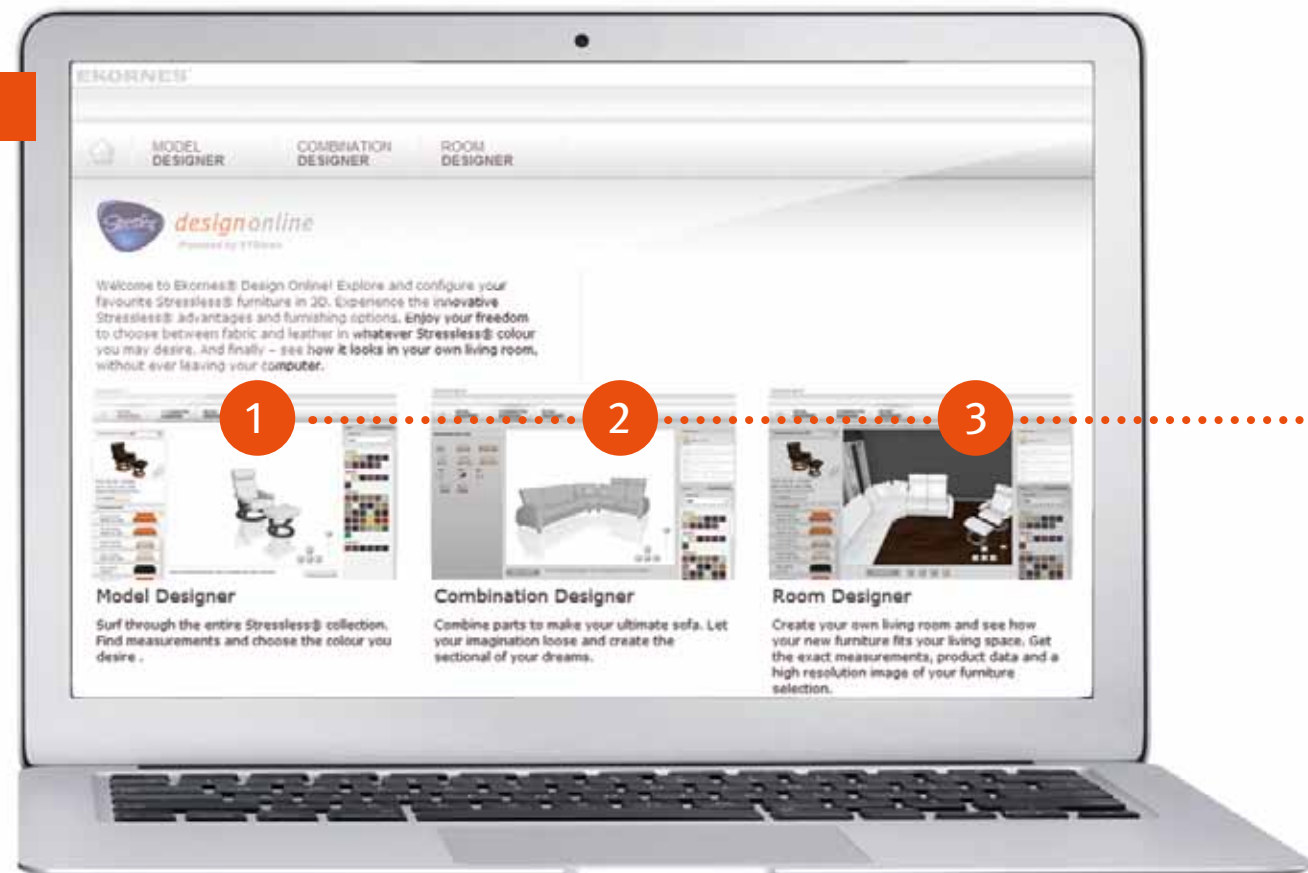 EKORNES
MODEL
DESIGNER
COMBINATION
DESIGNER
ROOM
DESIGNER
Stressless
designonline
Welcome to Ekornes® Design Online! Explore and configure your
favourite Stressless® furniture in 3D. Experience the innovative
Stressless® advantages and furnishing options. Enjoy your freedom
to choose between fabric and leather in whatever Stressless® colour
you may desire. And finally – see how it looks in your own living room,
without ever leaving your computer.
1
2
3
Model Designer
Surf through the entire Stressless® collection.
Find measurements and choose the colour you
desire .
Combination Designer
Combine parts to make your ultimate sofa. Let
your imagination loose and create the
sectional of your dreams.
Room Designer
Create your own living room and see how
your new furniture fits your living space. Get
the exact measurements, product data and a
high resolution image of your furniture
selection.